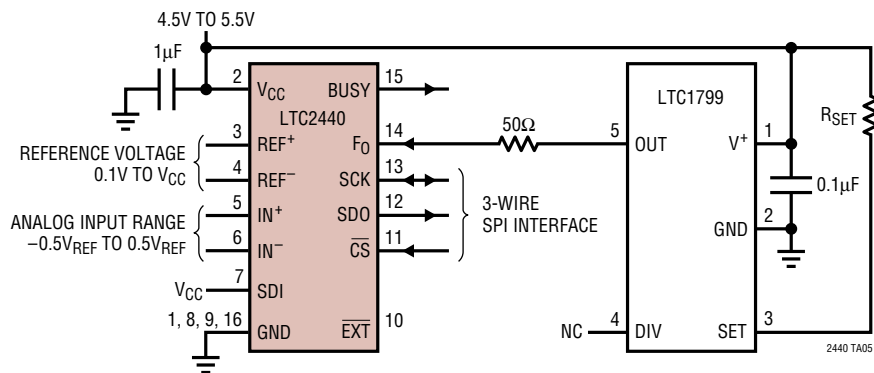 4.5V TO 5.5V
1µF
2
VCC
BUSY
15
LTC2440
3
REF+
FO
14
50Ω
REFERENCE VOLTAGE
0.1V TO VCC
4
REF−
SCK
13
5
IN+
SDO
12
3-WIRE
SPI INTERFACE
ANALOG INPUT RANGE
−0.5VREF TO 0.5VREF
6
IN−
CS
11
7
VCC
SDI
1, 8, 9, 16
GND
EXT
10
LTC1799
5
OUT
V+
1
RSET
0.1µF
GND
2
NC
4
DIV
SET
3
2440 TA05